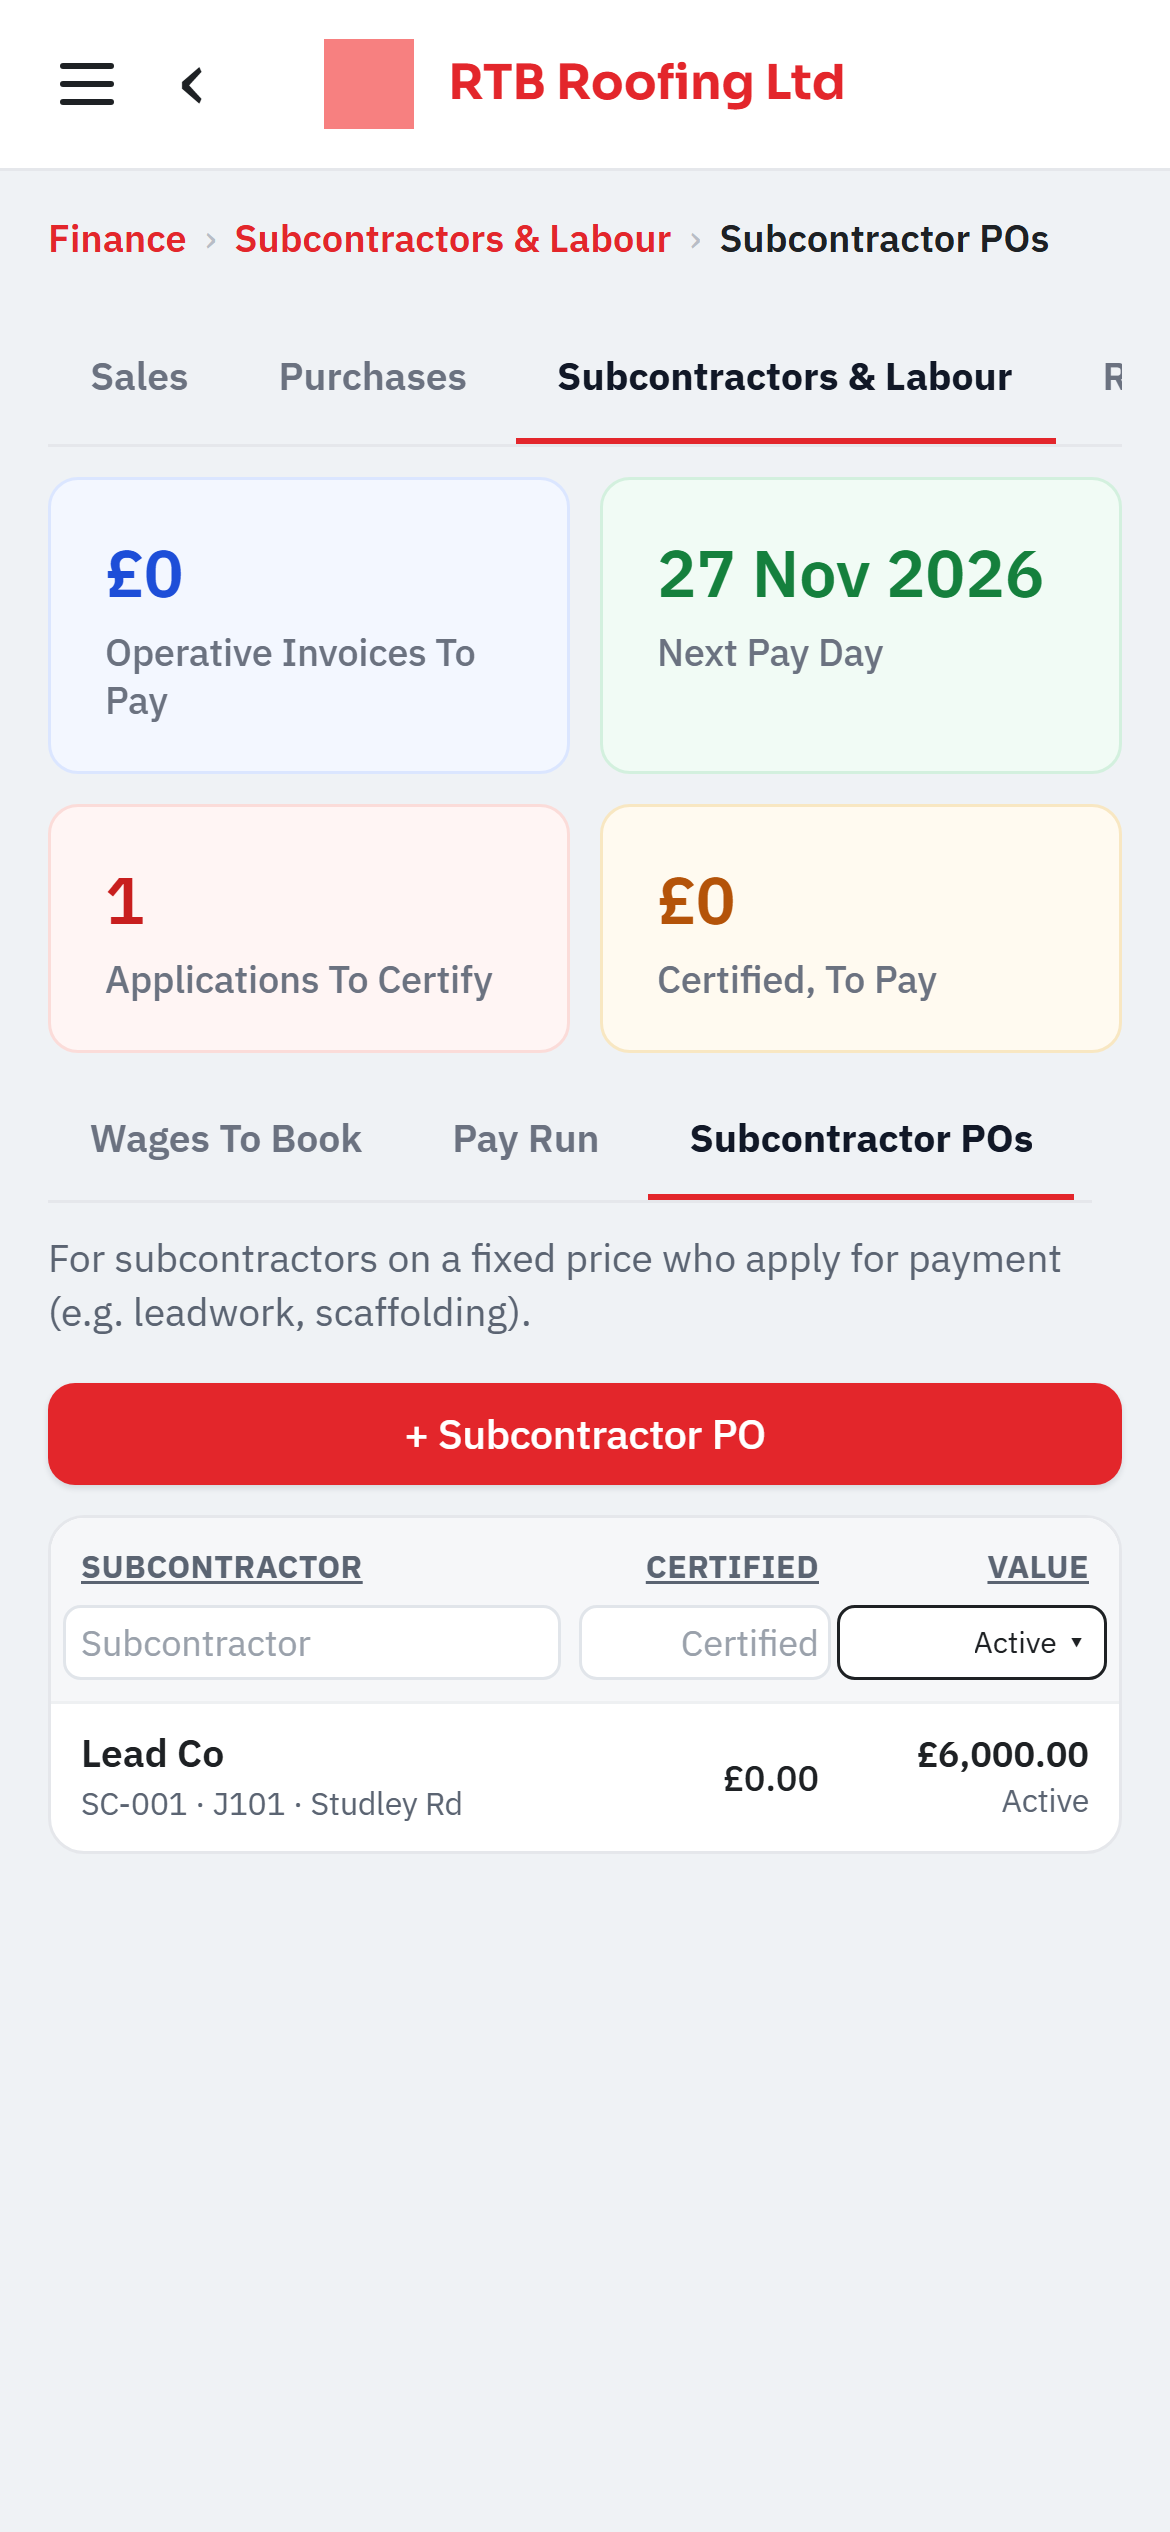 RTB Roofing Ltd
Finance › Subcontractors & Labour › Subcontractor POs
Sales Purchases Subcontractors & Labour R
£0
Operative Invoices To
Pay
27 Nov 2026
Next Pay Day
1
Applications To Certify
£0
Certified, To Pay
Wages To Book Pay Run Subcontractor POs
For subcontractors on a fixed price who apply for payment
(e.g. leadwork, scaffolding).
+ Subcontractor PO
SUBCONTRACTOR CERTIFIED VALUE
Subcontractor Certified Active ▼
Lead Co £0.00 £6,000.00
SC-001 · J101 · Studley Rd Active